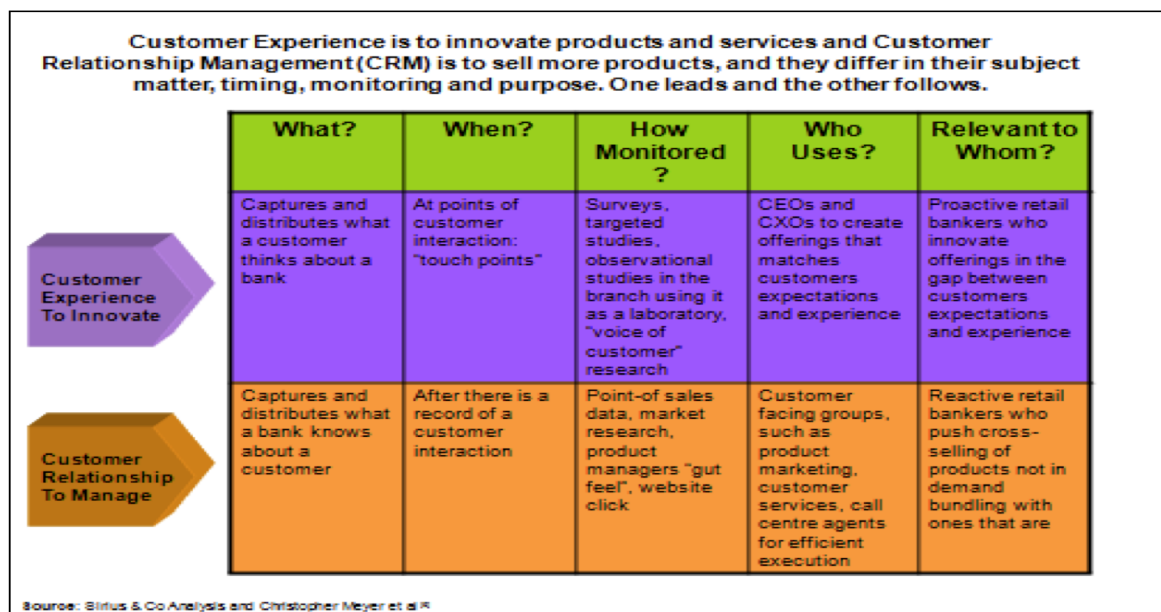 Customer Experience is to innovate products and services and Customer
Relationship Management (CRM) is to sell more products, and they differ in their subject
matter, timing, monitoring and purpose. One leads and the other follows.
What?
When?
How
Monitored
?
Who
Uses?
Relevant to
Whom?
Customer
Experience
To Innovate
Captures and
distributes what
a customer
thinks about a
bank
At points of
customer
interaction:
"touch points"
Surveys,
targeted
studies,
observational
studies in the
branch using it
as a laboratory,
"voice of
customer"
research
CEOs and
CXOs to create
offerings that
matches
customers
expectations
and experience
Proactive retail
bankers who
innovate
offerings in the
gap between
customers
expectations
and experience
Customer
Relationship
To Manage
Captures and
distributes what
a bank knows
about a
customer
After there is a
record of a
customer
interaction
Point-of sales
data, market
research,
product
managers "gut
feel", website
click
Customer
facing groups,
such as
product
marketing,
customer
services, call
centre agents
for efficient
execution
Reactive retail
bankers who
push cross-
selling of
products not in
demand
bundling with
ones that are
Source: Sirius & Co Analysis and Christopher Meyer et al